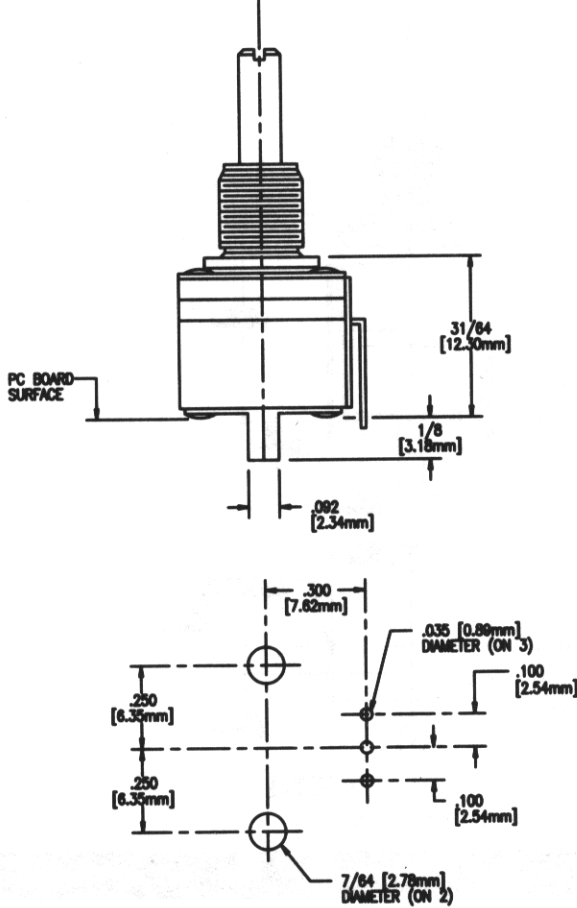 31/64
[12.30mm]
PC BOARD
SURFACE
1/8
[3.18mm]
.092
[2.34mm]
.300
[7.62mm]
.035 [0.89mm]
DIAMETER (ON 3)
.100
[2.54mm]
.250
[6.35mm]
.250
[6.35mm]
.100
[2.54mm]
7/64 [2.78mm]
DIAMETER (ON 2)